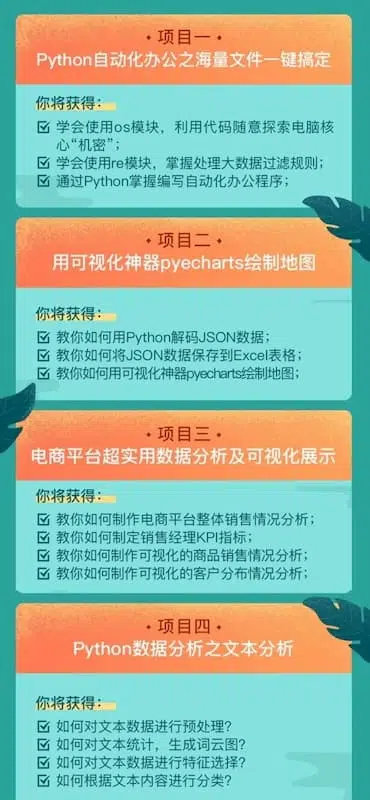 • 项目一 •
Python自动化办公之海量文件一键搞定
你将获得：
学会使用os模块，利用代码随意探索电脑核
心“机密”；
学会使用re模块，掌握处理大数据过滤规则；
通过Python掌握编写自动化办公程序；
• 项目二 •
用可视化神器pyecharts绘制地图
你将获得：
教你如何用Python解码JSON数据；
教你如何将JSON数据保存到Excel表格；
教你如何用可视化神器pyecharts绘制地图；
• 项目三 •
电商平台超实用数据分析及可视化展示
你将获得：
教你如何制作电商平台整体销售情况分析；
教你如何制定销售经理KPI指标；
教你如何制作可视化的商品销售情况分析；
教你如何制作可视化的客户分布情况分析；
• 项目四 •
Python数据分析之文本分析
你将获得：
如何对文本数据进行预处理？
如何对文本统计，生成词云图？
如何对文本数据进行特征选择？
如何根据文本内容进行分类？